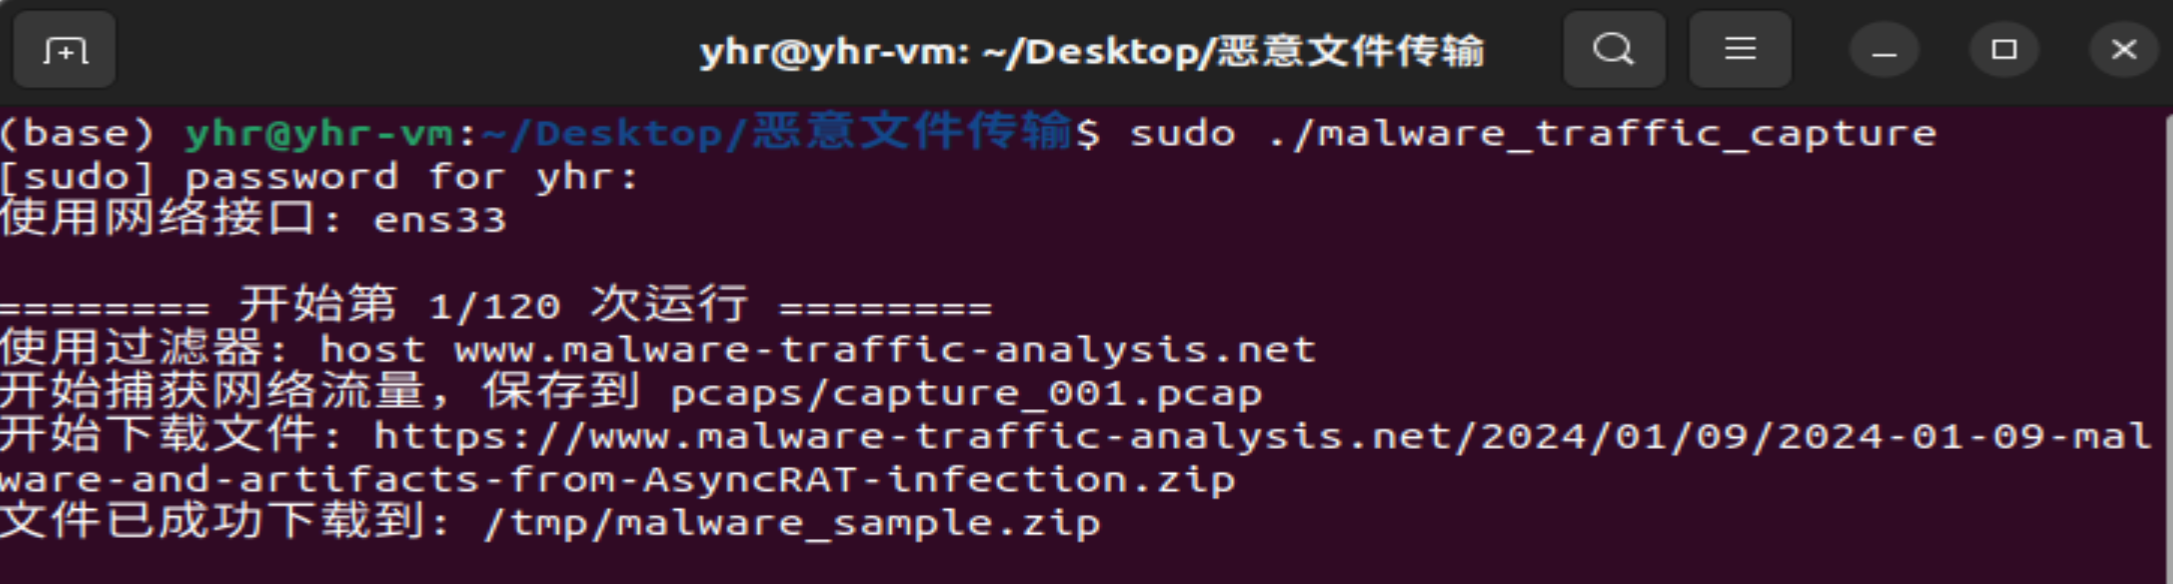 yhr@yhr-vm: ~/Desktop/恶意文件传输
(base) yhr@yhr-vm:~/Desktop/恶意文件传输$ sudo ./malware_traffic_capture
[sudo] password for yhr:
使用网络接口: ens33
======== 开始第 1/120 次运行 ========
使用过滤器: host www.malware-traffic-analysis.net
开始捕获网络流量, 保存到 pcaps/capture_001.pcap
开始下载文件: https://www.malware-traffic-analysis.net/2024/01/09/2024-01-09-mal
ware-and-artifacts-from-AsyncRAT-infection.zip
文件已成功下载到: /tmp/malware_sample.zip